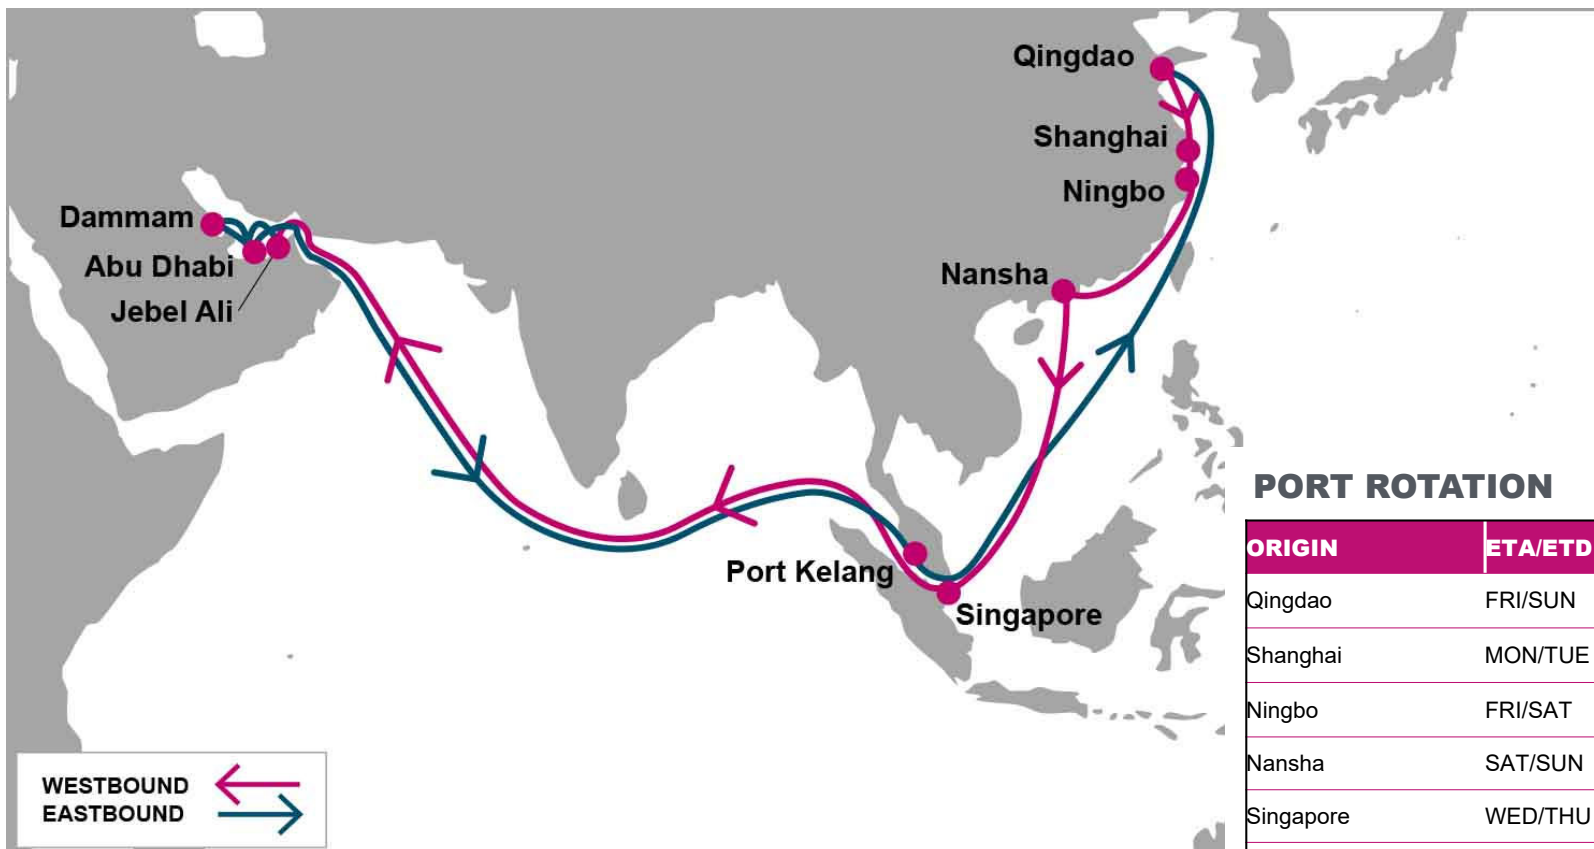 Qingdao
Shanghai
Ningbo
Dammam
Abu Dhabi
Jebel Ali
Nansha
Port Kelang
Singapore
WESTBOUND
EASTBOUND
PORT ROTATION
ORIGIN ETA/ETD
Qingdao FRI/SUN
Shanghai MON/TUE
Ningbo FRI/SAT
Nansha SAT/SUN
Singapore WED/THU